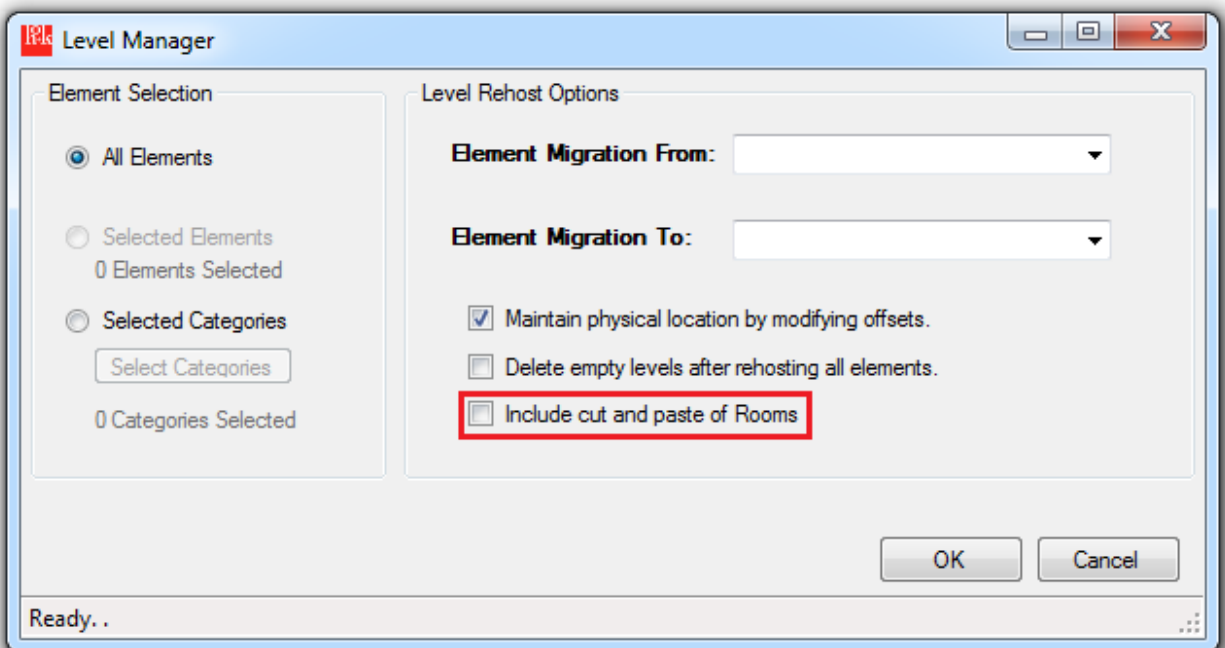 Level Manager
Element Selection
All Elements
Selected Elements
0 Elements Selected
Selected Categories
Select Categories
0 Categories Selected
Level Rehost Options
Element Migration From:
Element Migration To:
Maintain physical location by modifying offsets.
Delete empty levels after rehosting all elements.
Include cut and paste of Rooms
OK
Cancel
Ready. .